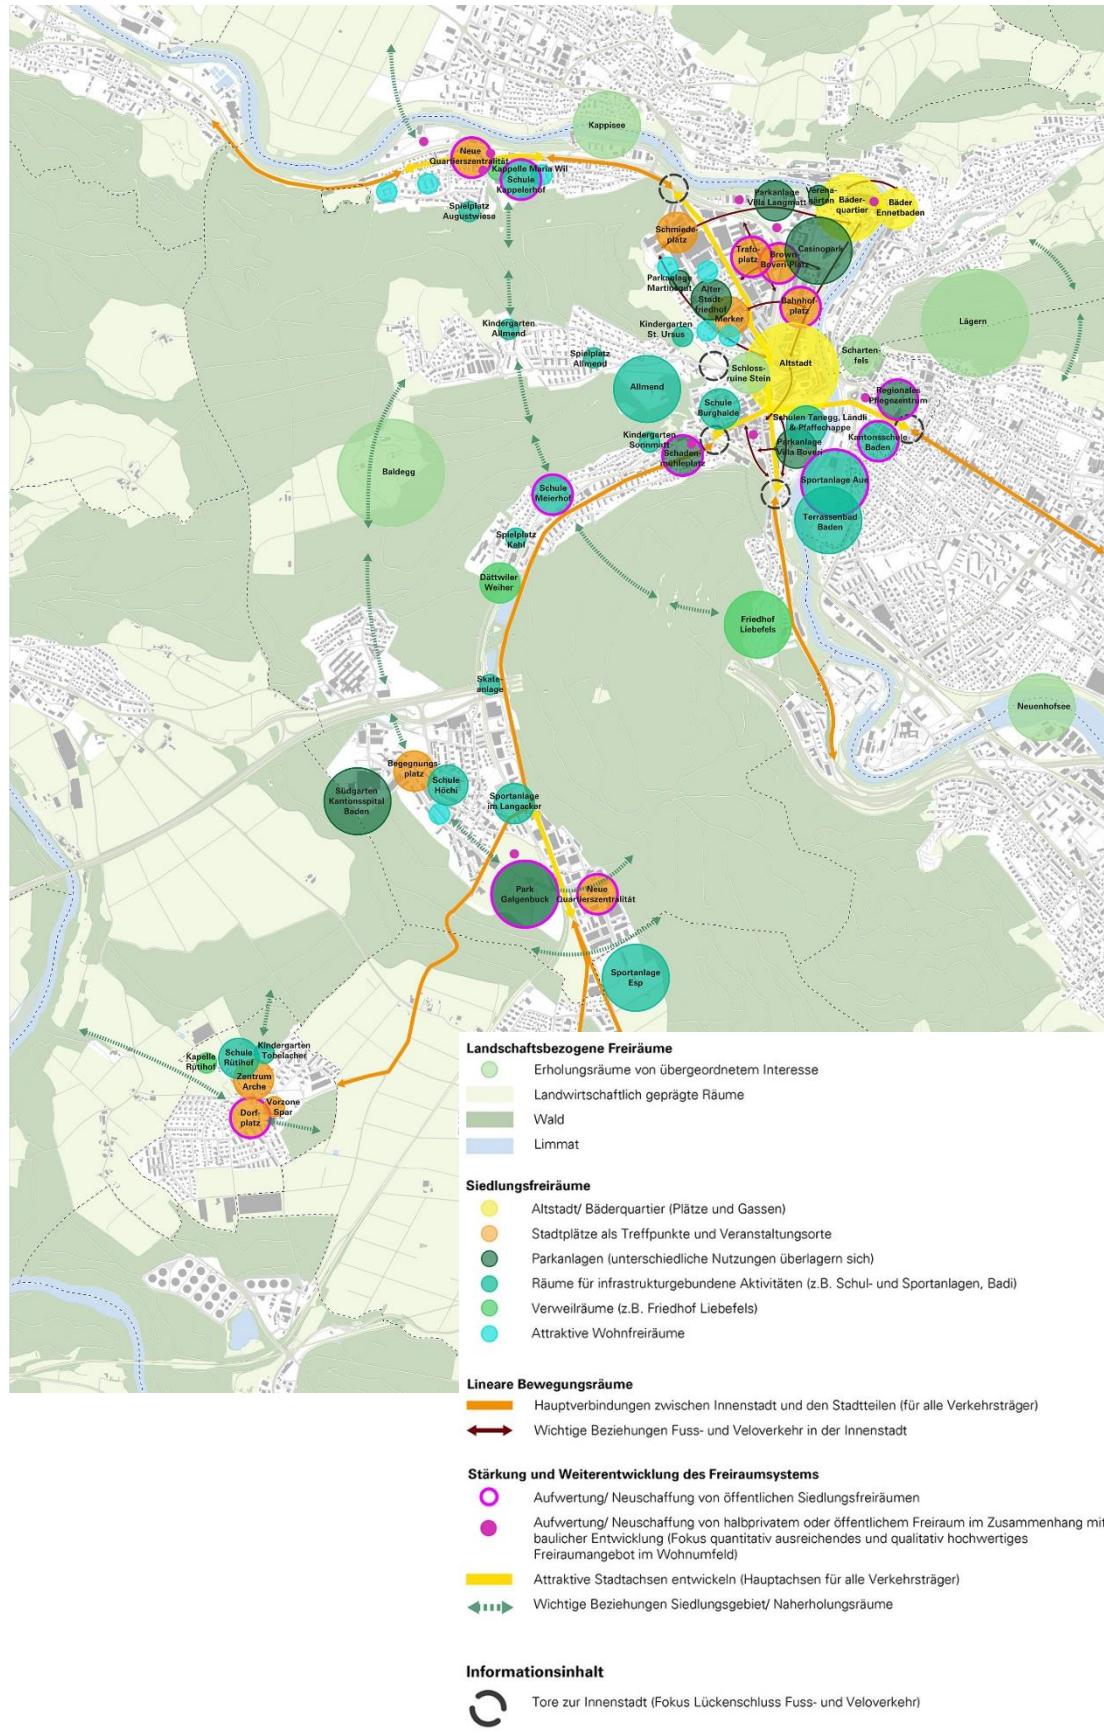 Kappisee
Neue
Quartierszentralität
Kappelle Maria Wil
Schule
Kappelerhof
Spielplatz
Augustwiese
Parkanlage
Villa Langmatt
Verena-
gärten
Bäder-
quartier
Bäder
Ennetbaden
Schmiede-
platz
Trafo-
platz
Brown-
Boveri-Platz
Casinopark
Parkanlage
Martinsgut
Alter
Stadt-
friedhof
Merker
Bahnhof-
platz
Lägern
Kindergarten
Allmend
Kindergarten
St. Ursus
Spielplatz
Allmend
Allmend
Schloss-
ruine Stein
Altstadt
Scharten-
fels
Regionales
Pflegezentrum
Schule
Burghalde
Schulen Tanegg, Ländli
& Pfaffechappe
Kindergarten
Sonnmatt
Schaden-
mühleplatz
Parkanlage
Villa Boveri
Kantonsschule
Baden
Baldegg
Schule
Meierhof
Sportanlage Aue
Terrassenbad
Baden
Spielplatz
Kehl
Dättwiler
Weiher
Friedhof
Liebefels
Skate-
anlage
Neuenhofsee
Begegnungs-
platz
Schule
Höchi
Südgarten
Kantonsspital
Baden
Sportanlage
im Langacker
Park
Galgenbuck
Neue
Quartierszentralität
Sportanlage
Esp
Kapelle
Rütihof
Schule
Rütihof
Kindergarten
Tobelacher
Zentrum
Arche
Vorzone
Spar
Dorf-
platz
Landschaftsbezogene Freiräume
Erholungsräume von übergeordnetem Interesse
Landwirtschaftlich geprägte Räume
Wald
Limmat
Siedlungsfreiräume
Altstadt/ Bäderquartier (Plätze und Gassen)
Stadtplätze als Treffpunkte und Veranstaltungsorte
Parkanlagen (unterschiedliche Nutzungen überlagern sich)
Räume für infrastrukturgebundene Aktivitäten (z.B. Schul- und Sportanlagen, Badi)
Verweilräume (z.B. Friedhof Liebefels)
Attraktive Wohnfreiräume
Lineare Bewegungsräume
Hauptverbindungen zwischen Innenstadt und den Stadtteilen (für alle Verkehrsträger)
Wichtige Beziehungen Fuss- und Veloverkehr in der Innenstadt
Stärkung und Weiterentwicklung des Freiraumsystems
Aufwertung/ Neuschaffung von öffentlichen Siedlungsfreiräumen
Aufwertung/ Neuschaffung von halbprivatem oder öffentlichem Freiraum im Zusammenhang mit
baulicher Entwicklung (Fokus quantitativ ausreichendes und qualitativ hochwertiges
Freiraumangebot im Wohnumfeld)
Attraktive Stadtachsen entwickeln (Hauptachsen für alle Verkehrsträger)
Wichtige Beziehungen Siedlungsgebiet/ Naherholungsräume
Informationsinhalt
Tore zur Innenstadt (Fokus Lückenschluss Fuss- und Veloverkehr)